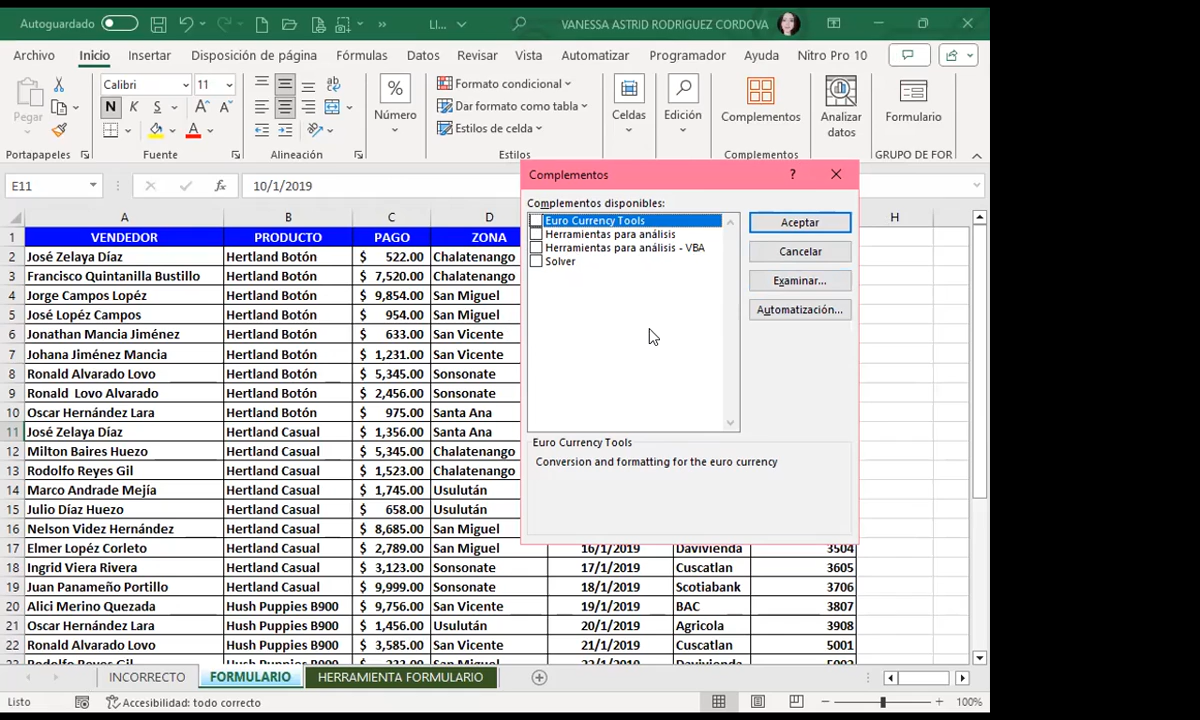 Autoguardado
LI...
VANESSA ASTRID RODRIGUEZ CORDOVA
Archivo Inicio Insertar Disposición de página Fórmulas Datos Revisar Vista Automatizar Programador Ayuda Nitro Pro 10
Pegar
Calibri 11
N K S
%
Número
Formato condicional
Dar formato como tabla
Estilos de celda
Celdas
Edición
Complementos
Analizar datos
Formulario
Portapapeles Fuente Alineación Estilos Complementos GRUPO DE FOR
E11 fx 10/1/2019
Complementos ? ×
Complementos disponibles:
Euro Currency Tools
Herramientas para análisis
Herramientas para análisis - VBA
Solver
Aceptar
Cancelar
Examinar...
Automatización...
Euro Currency Tools
Conversion and formatting for the euro currency
A B C D H
1 VENDEDOR PRODUCTO PAGO ZONA
2 José Zelaya Díaz Hertland Botón $ 522.00 Chalatenango
3 Francisco Quintanilla Bustillo Hertland Botón $ 7,520.00 Chalatenango
4 Jorge Campos Lopéz Hertland Botón $ 9,854.00 San Miguel
5 José Lopéz Campos Hertland Botón $ 954.00 San Miguel
6 Jonathan Mancia Jiménez Hertland Botón $ 633.00 San Vicente
7 Johana Jiménez Mancia Hertland Botón $ 1,231.00 San Vicente
8 Ronald Alvarado Lovo Hertland Botón $ 5,345.00 Sonsonate
9 Ronald Lovo Alvarado Hertland Botón $ 2,456.00 Sonsonate
10 Oscar Hernández Lara Hertland Botón $ 975.00 Santa Ana
11 José Zelaya Díaz Hertland Casual $ 1,356.00 Santa Ana
12 Milton Baires Huezo Hertland Casual $ 5,345.00 Chalatenango
13 Rodolfo Reyes Gil Hertland Casual $ 1,523.00 Chalatenango
14 Marco Andrade Mejía Hertland Casual $ 1,745.00 Usulután
15 Julio Díaz Huezo Hertland Casual $ 658.00 Usulután
16 Nelson Videz Hernández Hertland Casual $ 8,685.00 San Miguel
17 Elmer Lopéz Corleto Hertland Casual $ 2,789.00 San Miguel 16/1/2019 Davivienda 3504
18 Ingrid Viera Rivera Hertland Casual $ 3,123.00 Sonsonate 17/1/2019 Cuscatlan 3605
19 Juan Panameño Portillo Hertland Casual $ 9,999.00 Sonsonate 18/1/2019 Scotiabank 3706
20 Alici Merino Quezada Hush Puppies B900 $ 9,756.00 San Vicente 19/1/2019 BAC 3807
21 Oscar Hernández Lara Hush Puppies B900 $ 1,456.00 Usulután 20/1/2019 Agricola 3908
22 Ronald Alvarado Lovo Hush Puppies B900 $ 3,585.00 San Vicente 21/1/2019 Cuscatlan 5001
INCORRECTO FORMULARIO HERRAMIENTA FORMULARIO
Listo Accesibilidad: todo correcto 100%